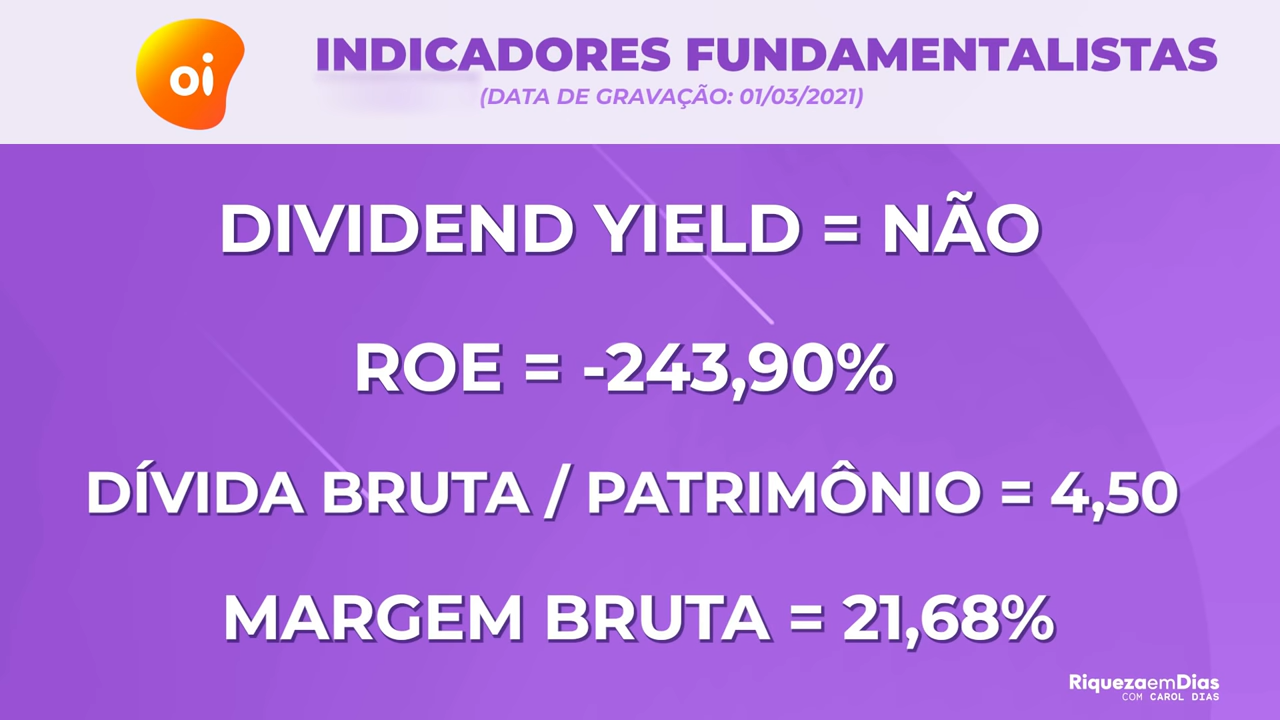 oi
INDICADORES FUNDAMENTALISTAS
(DATA DE GRAVAÇÃO: 01/03/2021)
DIVIDEND YIELD = NÃO
ROE = -243,90%
DÍVIDA BRUTA / PATRIMÔNIO = 4,50
MARGEM BRUTA = 21,68%
RiquezaemDias
COM CAROL DIAS